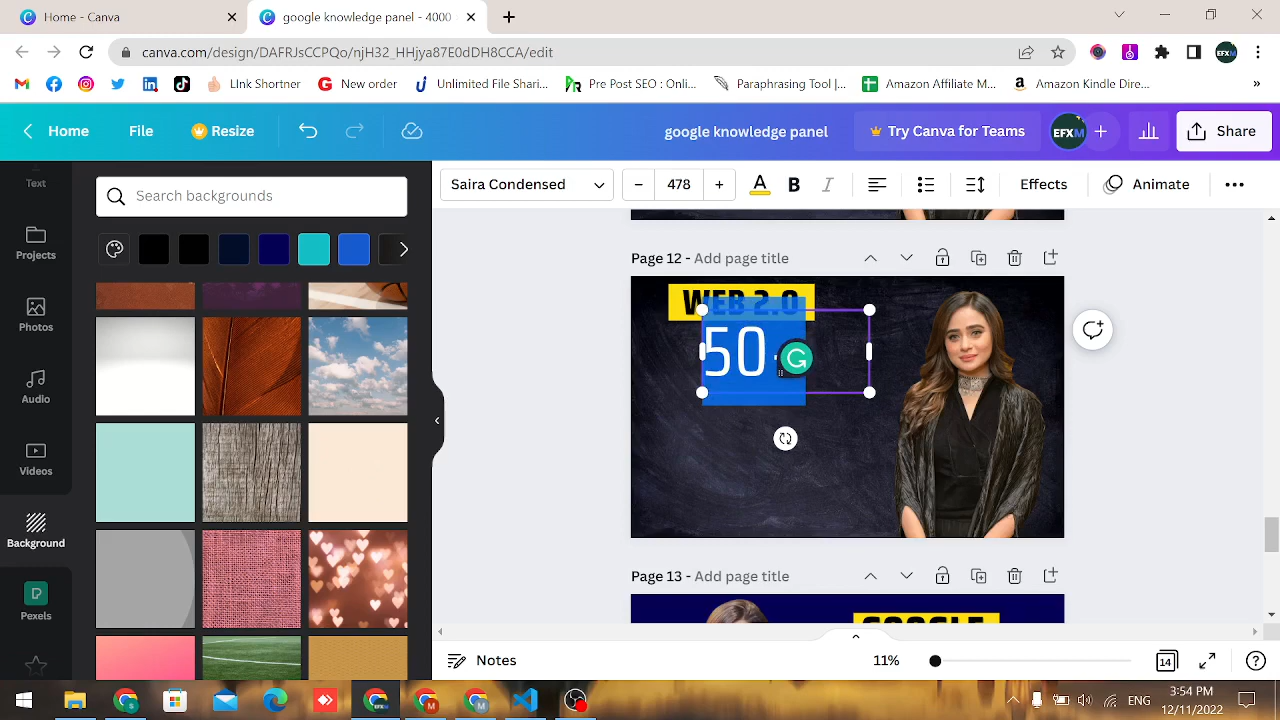 Home - Canva
google knowledge panel - 4000
canva.com/design/DAFRJsCCPQo/njH32_HHjya87E0dDH8CCA/edit
Link Shortner
New order
Unlimited File Shari...
Pre Post SEO : Onlin...
Paraphrasing Tool |...
Amazon Affiliate M...
Amazon Kindle Dire...
»
Home
File
Resize
google knowledge panel
Try Canva for Teams
EFXM
Share
Text
Search backgrounds
Saira Condensed
478
A
B
I
Effects
Animate
Projects
Page 12 - Add page title
WEB 2.0
50
Photos
Audio
Videos
Background
Page 13 - Add page title
GOOGLE
Pexels
Notes
11%
14
3:54 PM
ENG
12/11/2022